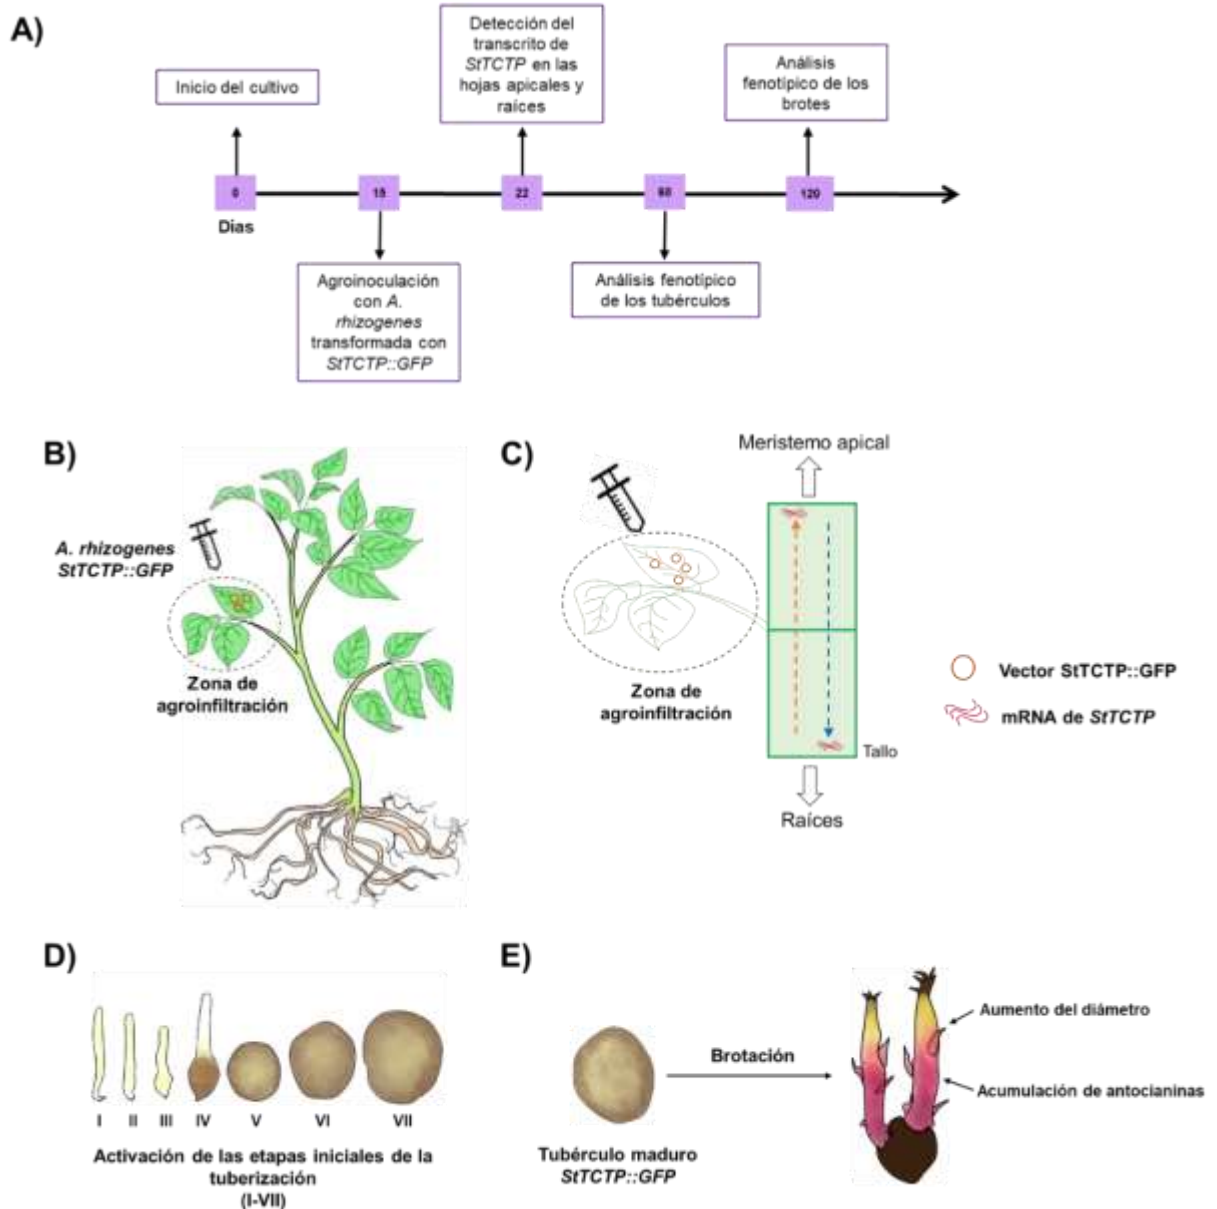 A)
Inicio del cultivo
Detección del
transcrito de
StTCTP en las
hojas apicales y
raíces
Análisis
fenotípico de los
brotes
0
15
22
120
Dias
Agroinoculación
con A.
rhizogenes
transformada con
StTCTP::GFP
Análisis fenotípico
de los tubérculos
B)
A. rhizogenes
StTCTP::GFP
Zona de
agroinfiltración
C)
Meristemo apical
Zona de
agroinfiltración
Tallo
Raíces
Vector StTCTP::GFP
mRNA de StTCTP
D)
I
II
III
IV
V
VI
VII
Activación de las etapas iniciales de la
tuberización
(I-VII)
E)
Tubérculo maduro
StTCTP::GFP
Brotación
Aumento del diámetro
Acumulación de antocianinas